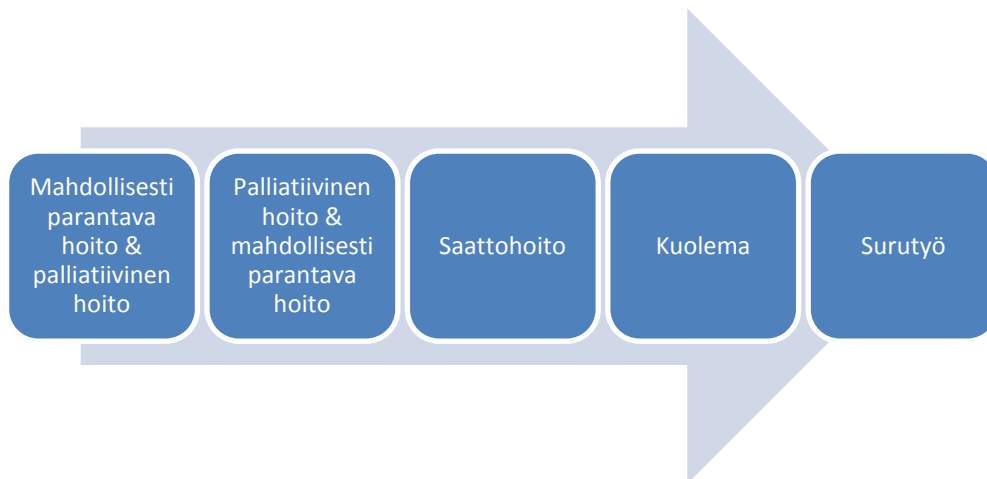 Mahdollisesti
parantava
hoito &
palliatiivinen
hoito
Palliatiivinen
hoito &
mahdollisesti
parantava
hoito
Saattohoito
Kuolema
Surutyö